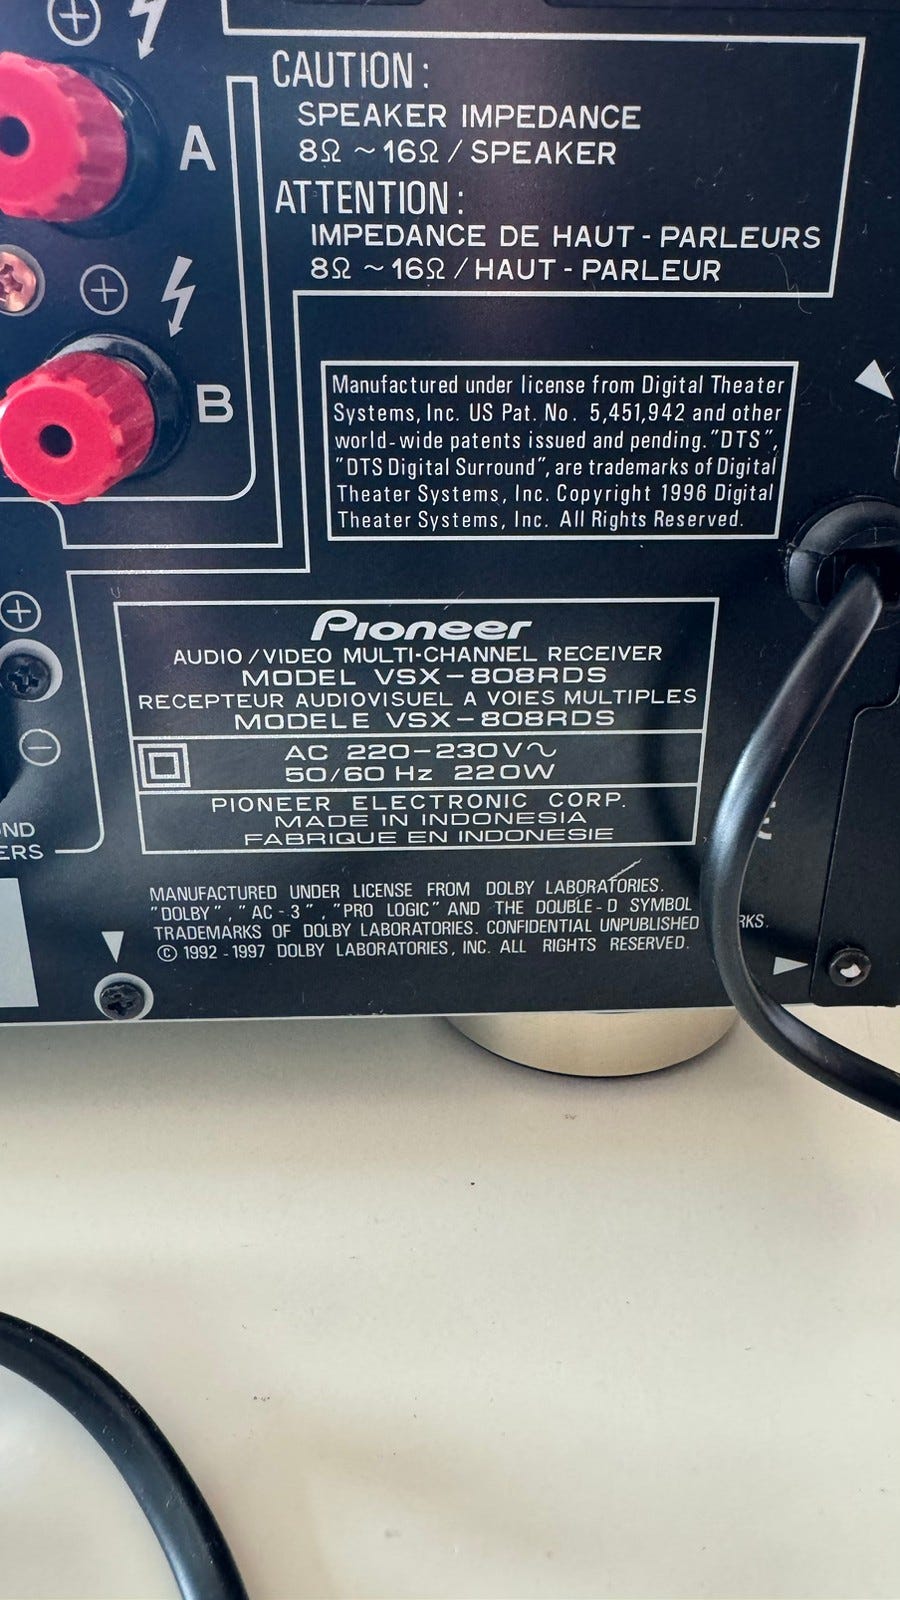 A
CAUTION :
SPEAKER IMPEDANCE
8Ω ~ 16Ω / SPEAKER
ATTENTION :
IMPEDANCE DE HAUT - PARLEURS
8Ω ~ 16Ω / HAUT - PARLEUR
B
Manufactured under license from Digital Theater
Systems, Inc. US Pat. No. 5,451,942 and other
world-wide patents issued and pending. "DTS",
"DTS Digital Surround", are trademarks of Digital
Theater Systems, Inc. Copyright 1996 Digital
Theater Systems, Inc. All Rights Reserved.
Pioneer
AUDIO / VIDEO MULTI-CHANNEL RECEIVER
MODEL VSX-808RDS
RECEPTEUR AUDIOVISUEL A VOIES MULTIPLES
MODELE VSX-808RDS
AC 220-230V~
50/60 Hz 220W
PIONEER ELECTRONIC CORP.
MADE IN INDONESIA
FABRIQUE EN INDONESIE
MANUFACTURED UNDER LICENSE FROM DOLBY LABORATORIES.
"DOLBY", "AC - 3", "PRO LOGIC" AND THE DOUBLE - D SYMBOL
TRADEMARKS OF DOLBY LABORATORIES. CONFIDENTIAL UNPUBLISHED
© 1992 - 1997 DOLBY LABORATORIES, INC. ALL RIGHTS RESERVED.